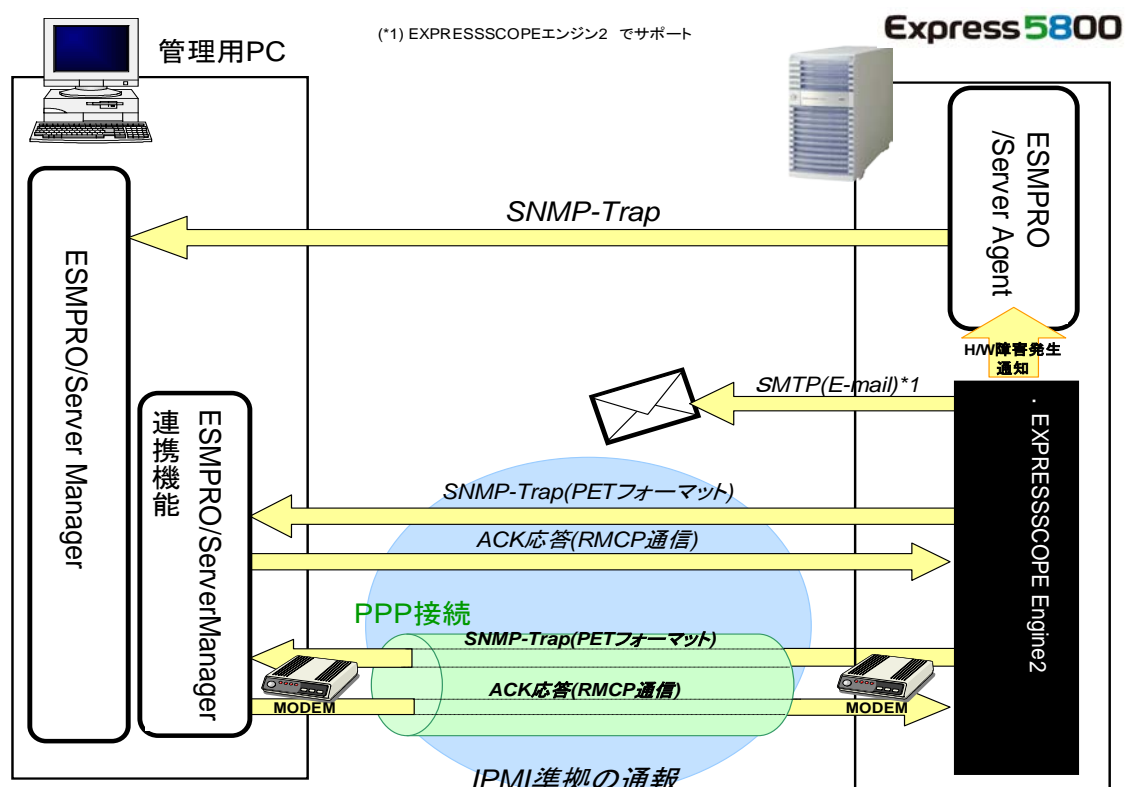 (*1) EXPRESSSCOPEエンジン2 でサポート
Express5800
管理用PC
ESMPRO
/Server Agent
SNMP-Trap
ESMPRO/Server Manager
H/W障害発生
通知
SMTP(E-mail)*1
. EXPRESSSCOPE Engine2
ESMPRO/ServerManager
連携機能
SNMP-Trap(PETフォーマット)
ACK応答(RMCP通信)
PPP接続
SNMP-Trap(PETフォーマット)
ACK応答(RMCP通信)
MODEM
MODEM
IPMI準拠の通報